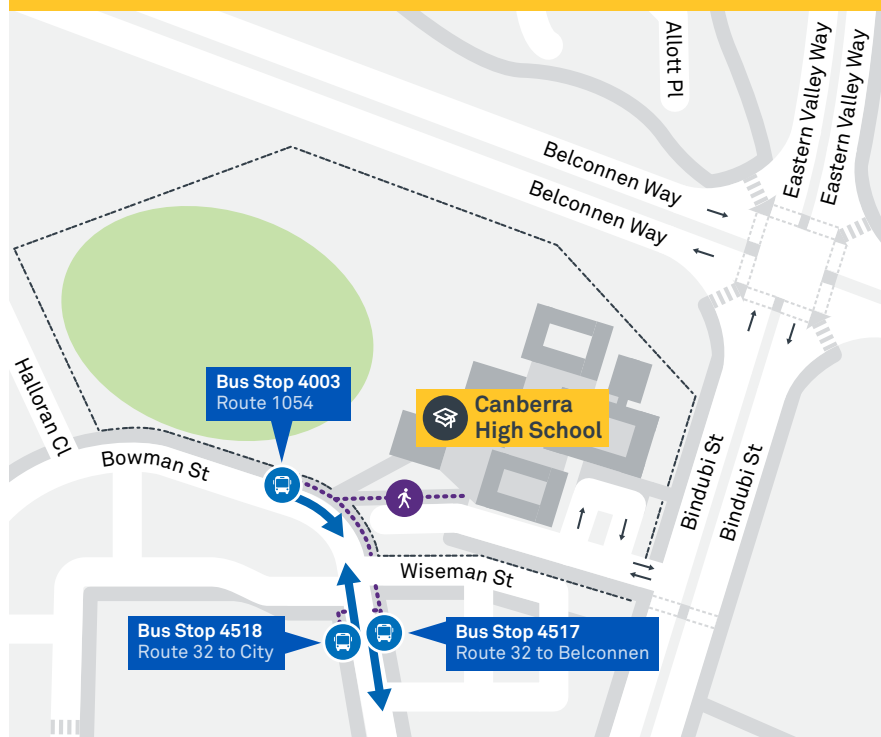 Allott Pl
Eastern Valley Way
Eastern Valley Way
Belconnen Way
Belconnen Way
Halloran Cl
Bus Stop 4003
Route 1054
Canberra
High School
Bowman St
Bindubi St
Bindubi St
Wiseman St
Bus Stop 4518
Route 32 to City
Bus Stop 4517
Route 32 to Belconnen